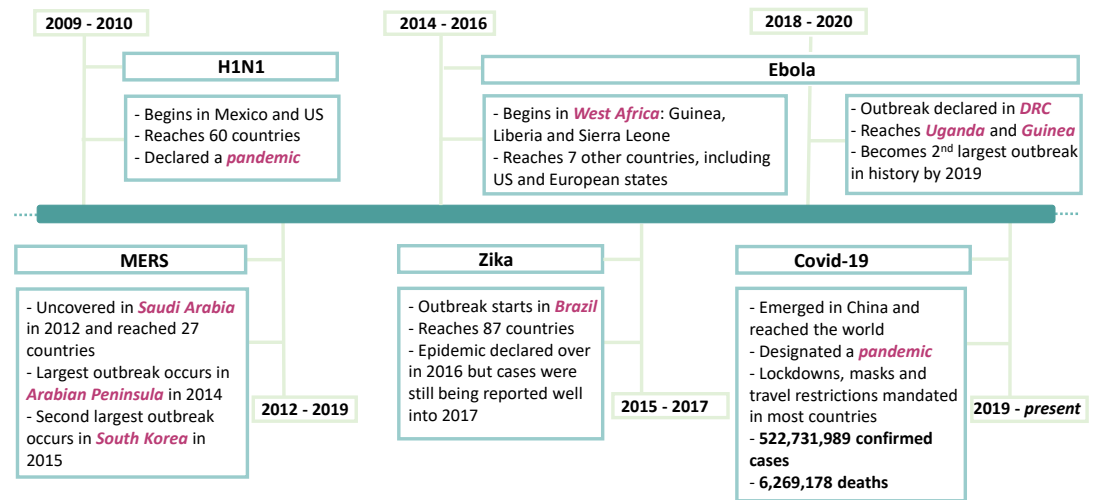 2009 - 2010
H1N1
- Begins in Mexico and US
- Reaches 60 countries
- Declared a pandemic
2014 - 2016
2018 - 2020
Ebola
- Begins in West Africa: Guinea,
Liberia and Sierra Leone
- Reaches 7 other countries, including
US and European states
- Outbreak declared in DRC
- Reaches Uganda and Guinea
- Becomes 2nd largest outbreak
in history by 2019
MERS
- Uncovered in Saudi Arabia
in 2012 and reached 27
countries
- Largest outbreak occurs in
Arabian Peninsula in 2014
- Second largest outbreak
occurs in South Korea in
2015
2012 - 2019
Zika
- Outbreak starts in Brazil
- Reaches 87 countries
- Epidemic declared over
in 2016 but cases were
still being reported well
into 2017
2015 - 2017
Covid-19
- Emerged in China and
reached the world
- Designated a pandemic
- Lockdowns, masks and
travel restrictions mandated
in most countries
- 522,731,989 confirmed
cases
- 6,269,178 deaths
2019 - present